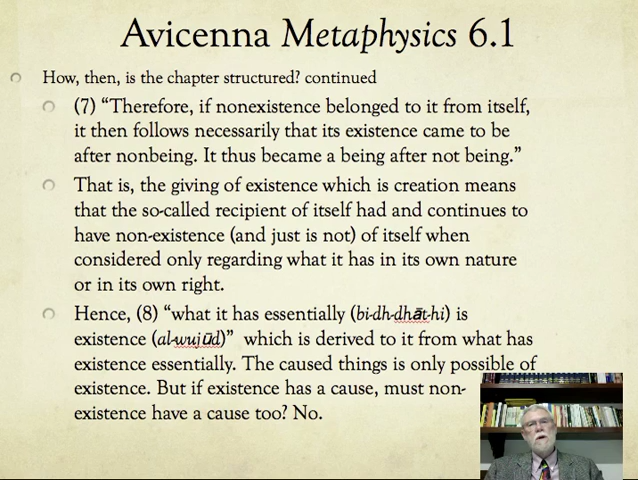 Avicenna Metaphysics 6.1
How, then, is the chapter structured? continued
(7) “Therefore, if nonexistence belonged to it from itself,
it then follows necessarily that its existence came to be
after nonbeing. It thus became a being after not being.”
That is, the giving of existence which is creation means
that the so-called recipient of itself had and continues to
have non-existence (and just is not) of itself when
considered only regarding what it has in its own nature
or in its own right.
Hence, (8) “what it has essentially (bi-dh-dhāt-hi) is
existence (al-wujūd)” which is derived to it from what has
existence essentially. The caused things is only possible of
existence. But if existence has a cause, must non-
existence have a cause too? No.